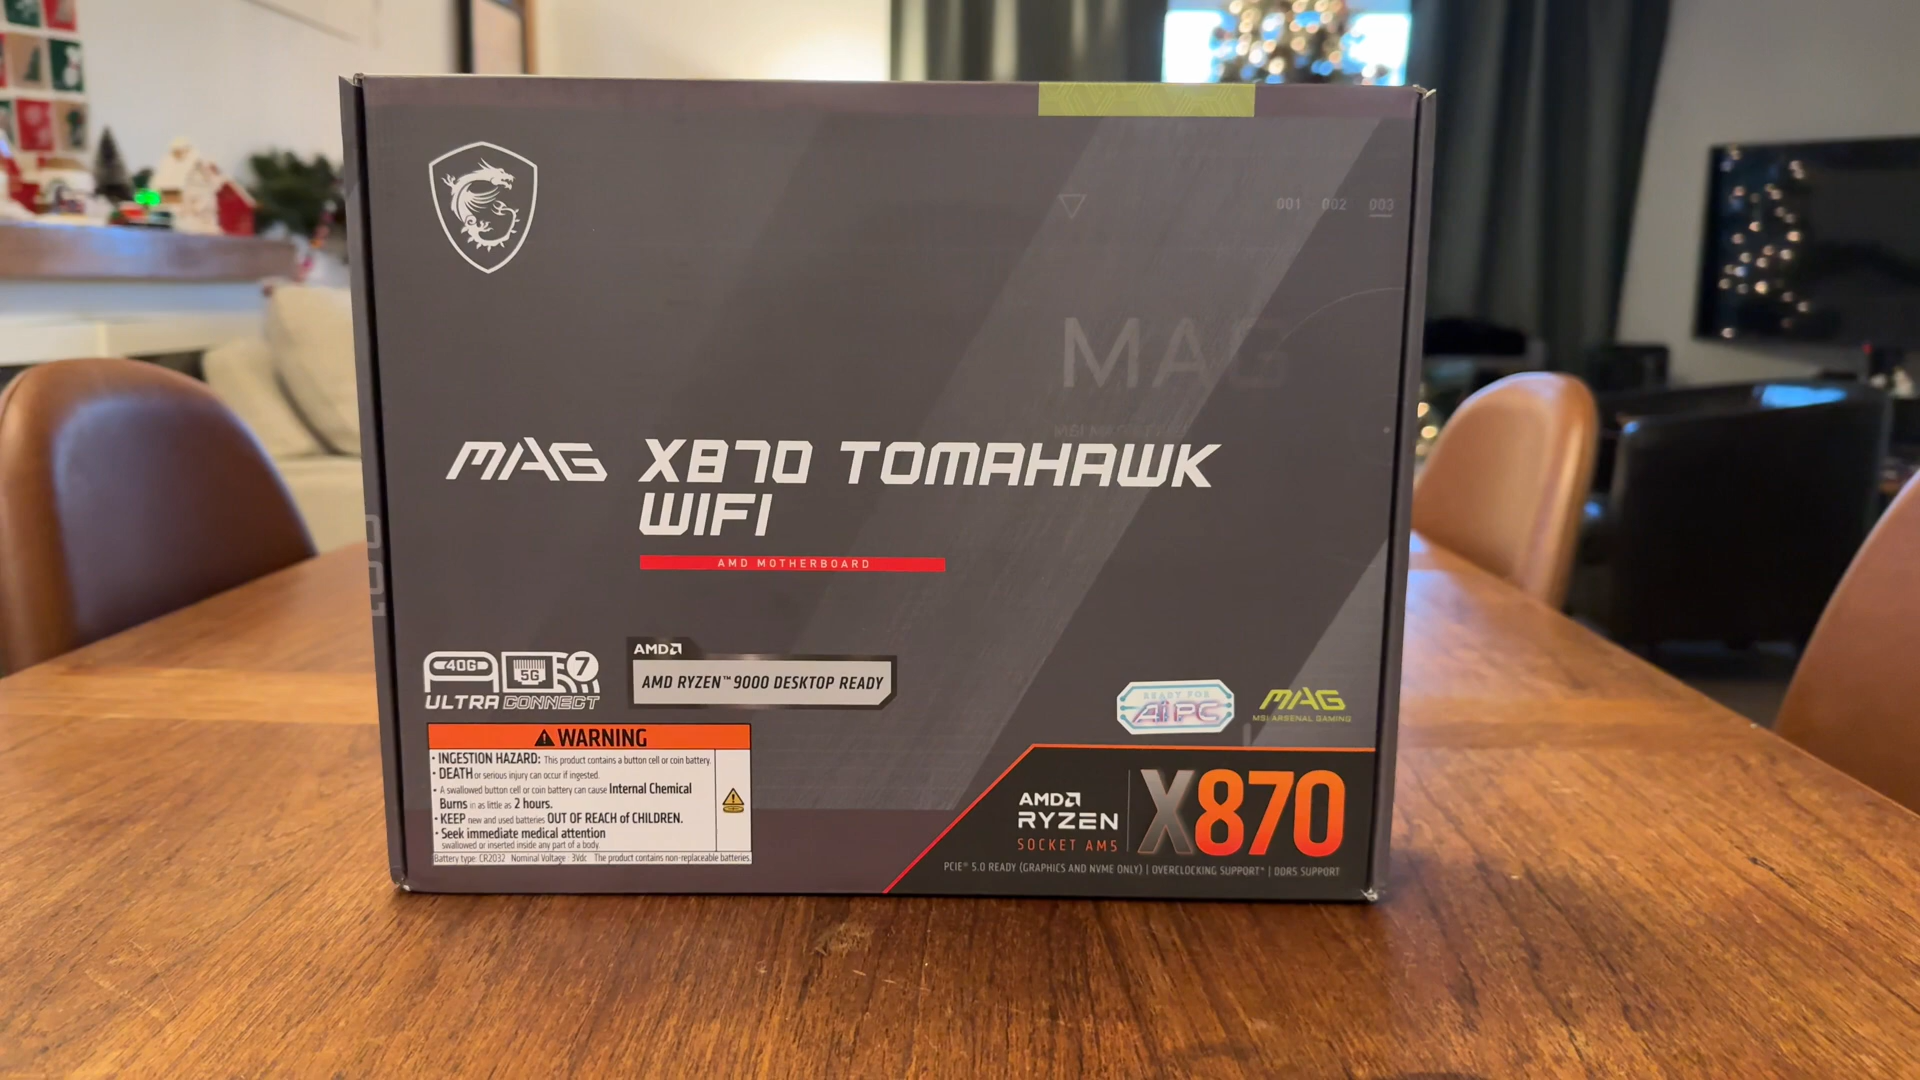 001 002 003
MAG
MAG X870 TOMAHAWK
WIFI
AMD MOTHERBOARD
40G 5G 7
ULTRA CONNECT
AMD
AMD RYZEN™ 9000 DESKTOP READY
READY FOR
AI PC
MAG
MSI ARSENAL GAMING
⚠ WARNING
• INGESTION HAZARD: This product contains a button cell or coin battery.
• DEATH or serious injury can occur if ingested.
• A swallowed button cell or coin battery can cause Internal Chemical
Burns in as little as 2 hours.
• KEEP new and used batteries OUT OF REACH of CHILDREN.
• Seek immediate medical attention
swallowed or inserted inside any part of a body.
Battery type: CR2032 Nominal Voltage: 3Vdc The product contains non-replaceable batteries.
AMD
RYZEN
SOCKET AM5
X870
PCIE® 5.0 READY (GRAPHICS AND NVME ONLY) | OVERCLOCKING SUPPORT* | DDR5 SUPPORT